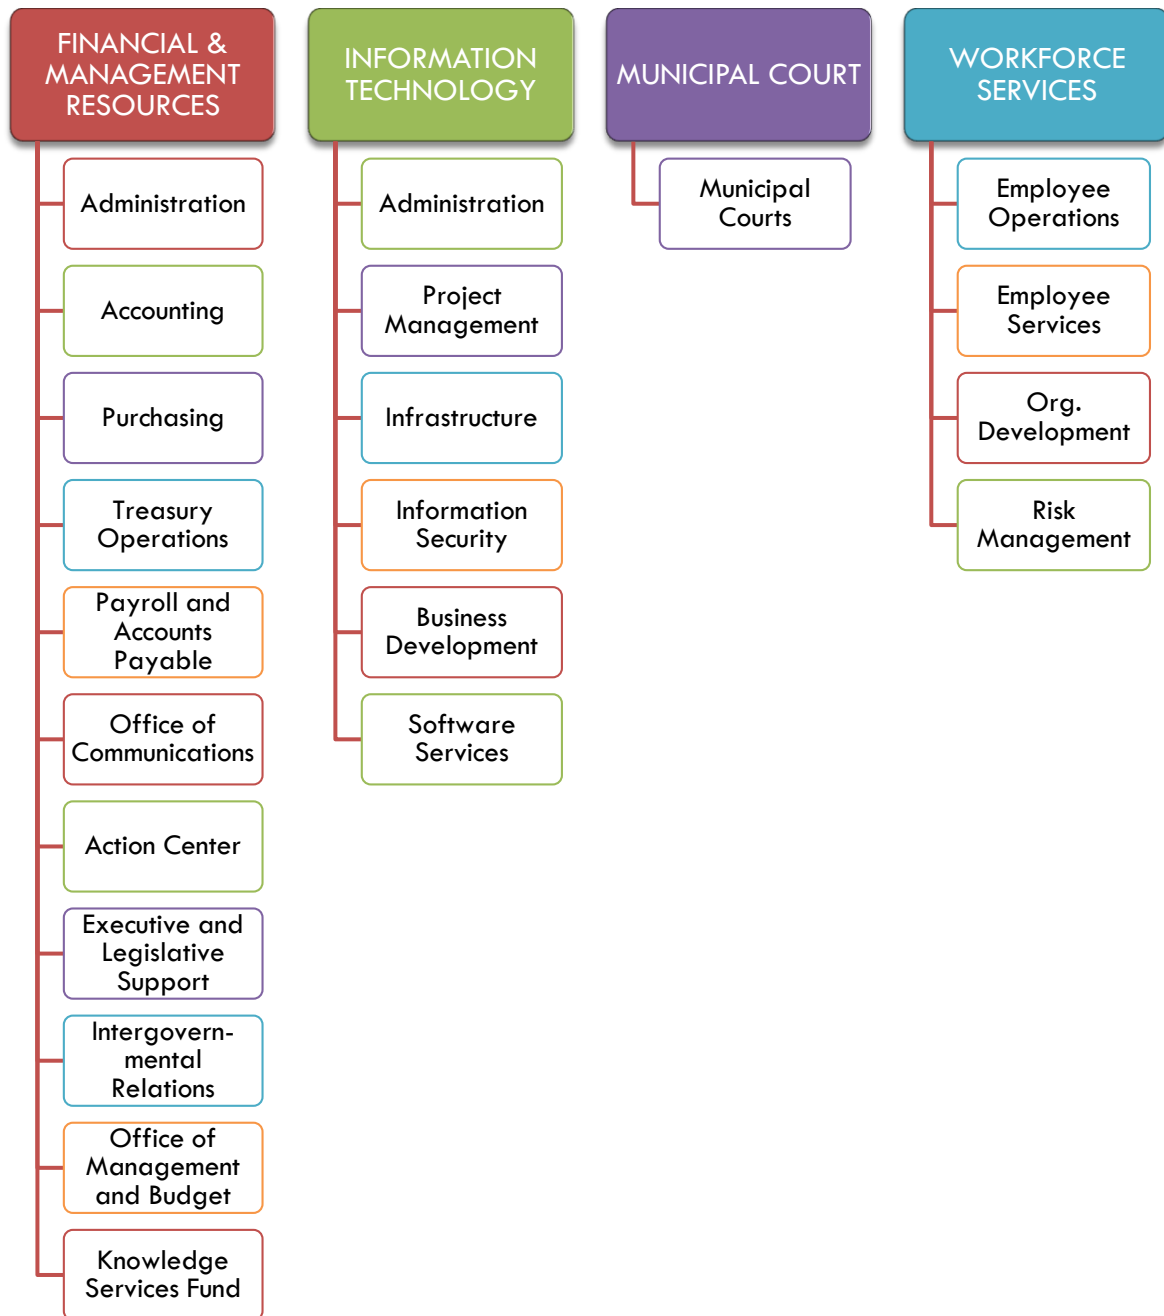 FINANCIAL &
MANAGEMENT
RESOURCES
Administration
Accounting
Purchasing
Treasury
Operations
Payroll and
Accounts
Payable
Office of
Communications
Action Center
Executive and
Legislative
Support
Intergovern-
mental
Relations
Office of
Management
and Budget
Knowledge
Services Fund
INFORMATION
TECHNOLOGY
Administration
Project
Management
Infrastructure
Information
Security
Business
Development
Software
Services
MUNICIPAL COURT
Municipal
Courts
WORKFORCE
SERVICES
Employee
Operations
Employee
Services
Org.
Development
Risk
Management